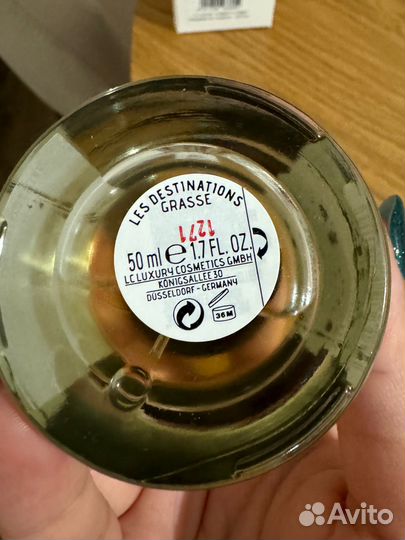 LES DESTINATIONS
GRASSE
1271
50 ml e 1.7 FL. OZ.
LC LUXURY COSMETICS GMBH
KÖNIGSALLEE 30
DÜSSELDORF - GERMANY
36 M
Avito